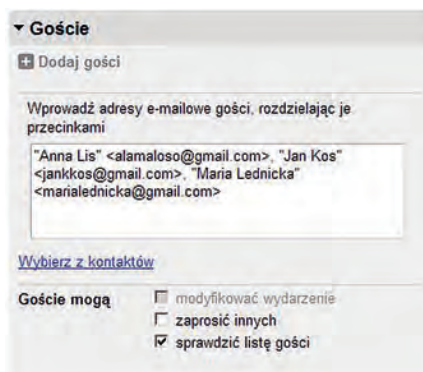 Goście
Dodaj gości
Wprowadź adresy e-mailowe gości, rozdzielając je
przecinkami
"Anna Lis" <alamaloso@gmail.com>, "Jan Kos"
<jankkos@gmail.com>, "Maria Lednicka"
<marialednicka@gmail.com>
Wybierz z kontaktów
Goście mogą
modyfikować wydarzenie
zaprosić innych
sprawdzić listę gości